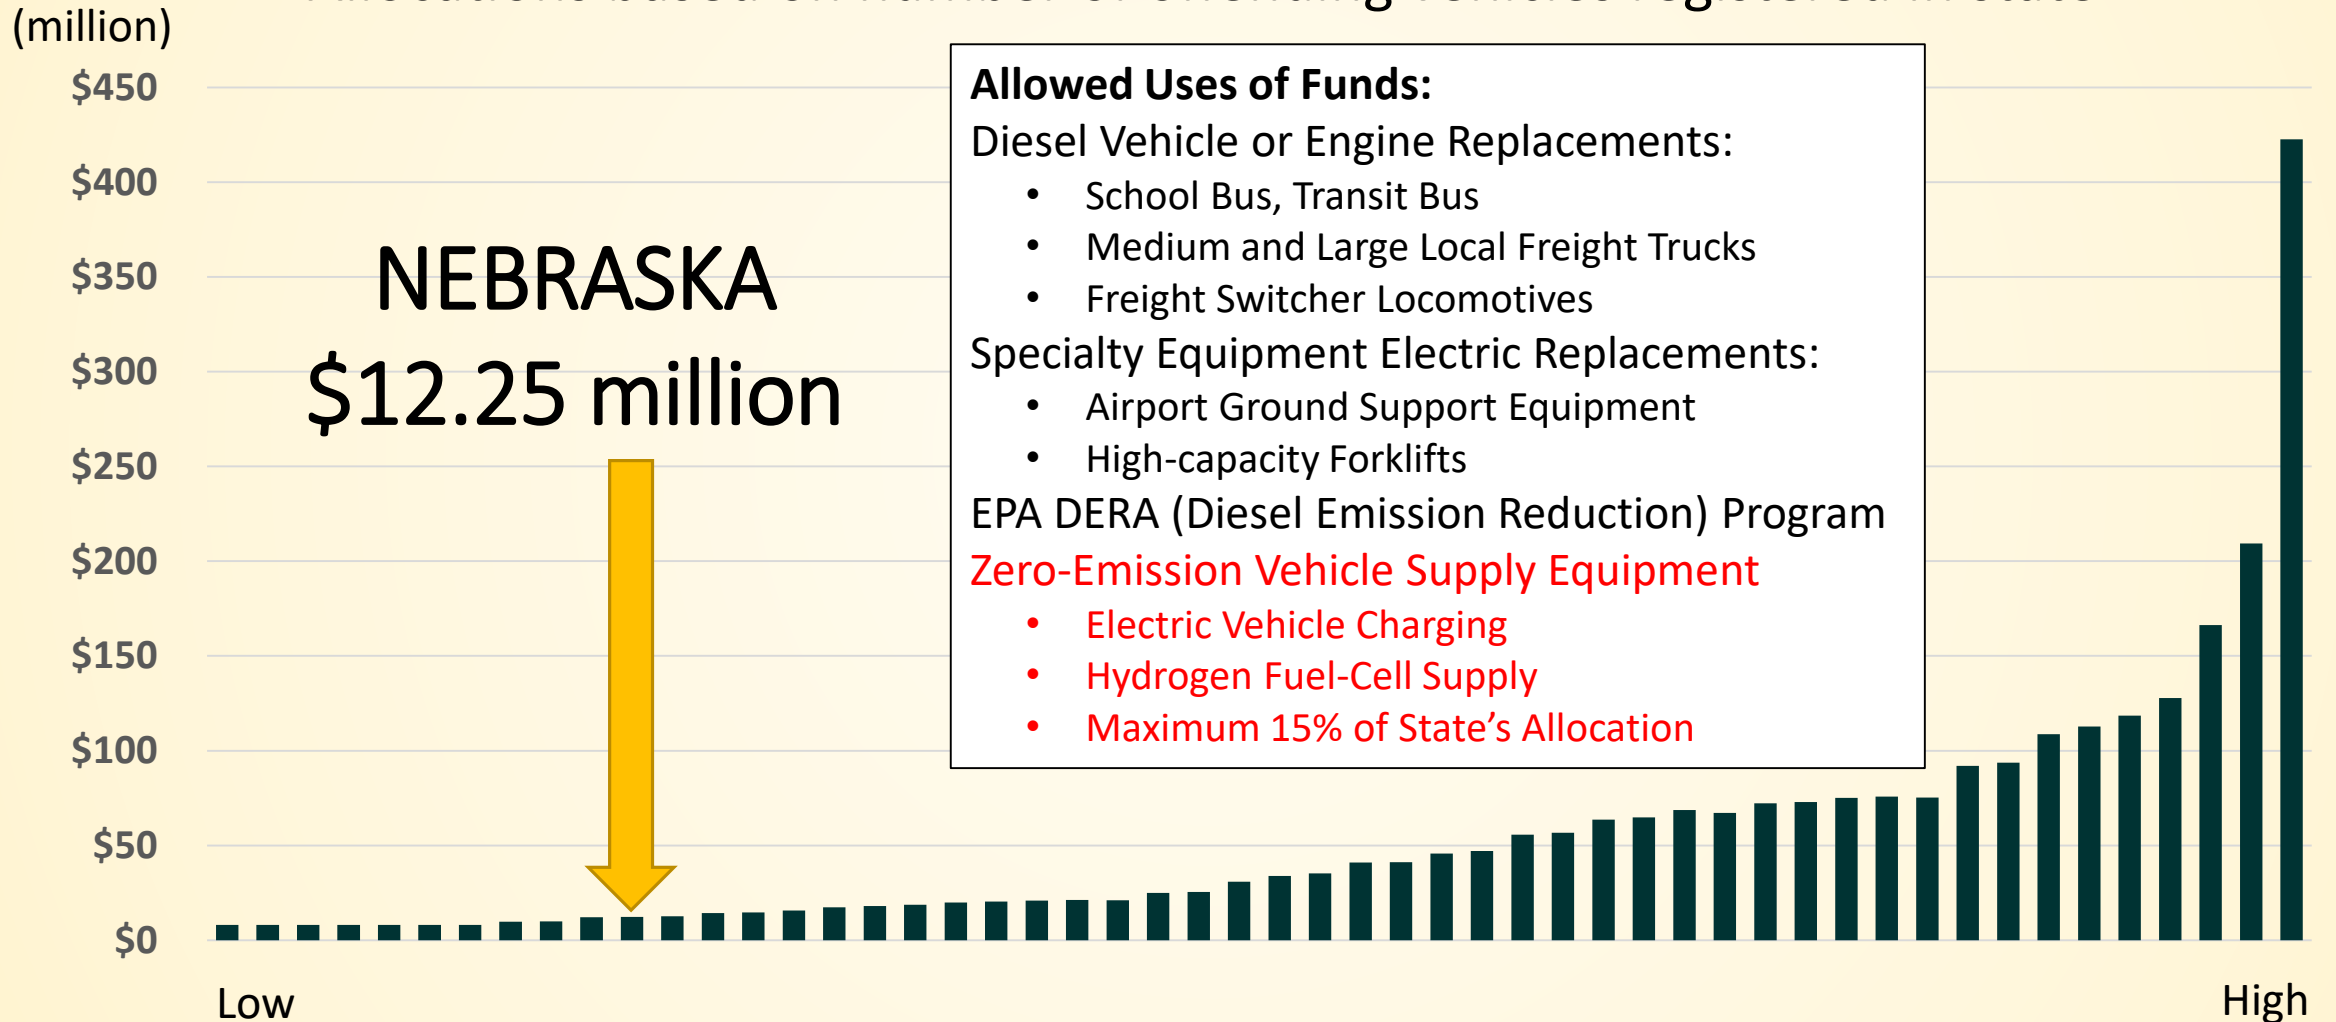 (million)
$450
$400
$350
$300
$250
$200
$150
$100
$50
$0
NEBRASKA
$12.25 million
Allowed Uses of Funds:
Diesel Vehicle or Engine Replacements:
• School Bus, Transit Bus
• Medium and Large Local Freight Trucks
• Freight Switcher Locomotives
Specialty Equipment Electric Replacements:
• Airport Ground Support Equipment
• High-capacity Forklifts
EPA DERA (Diesel Emission Reduction) Program
Zero-Emission Vehicle Supply Equipment
• Electric Vehicle Charging
• Hydrogen Fuel-Cell Supply
• Maximum 15% of State’s Allocation
Low
High